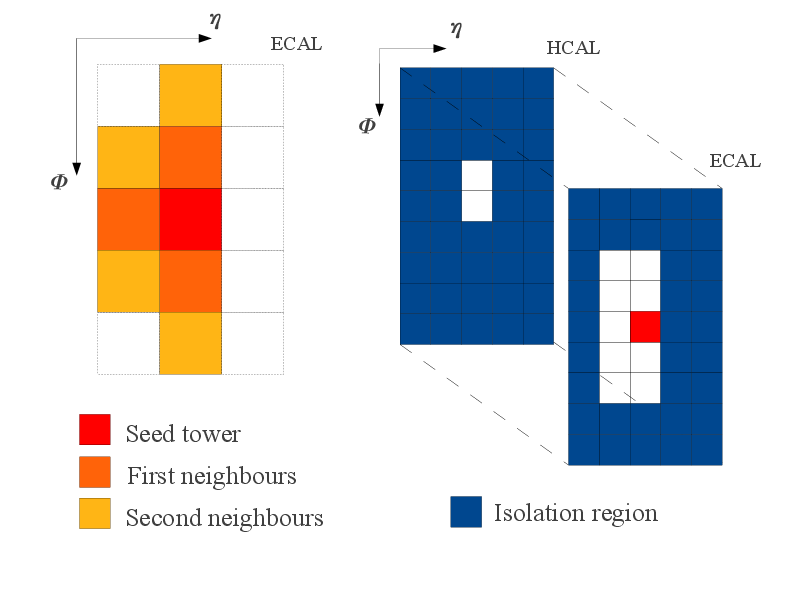 η
ECAL
Φ
η
HCAL
Φ
ECAL
Seed tower
First neighbours
Second neighbours
Isolation region